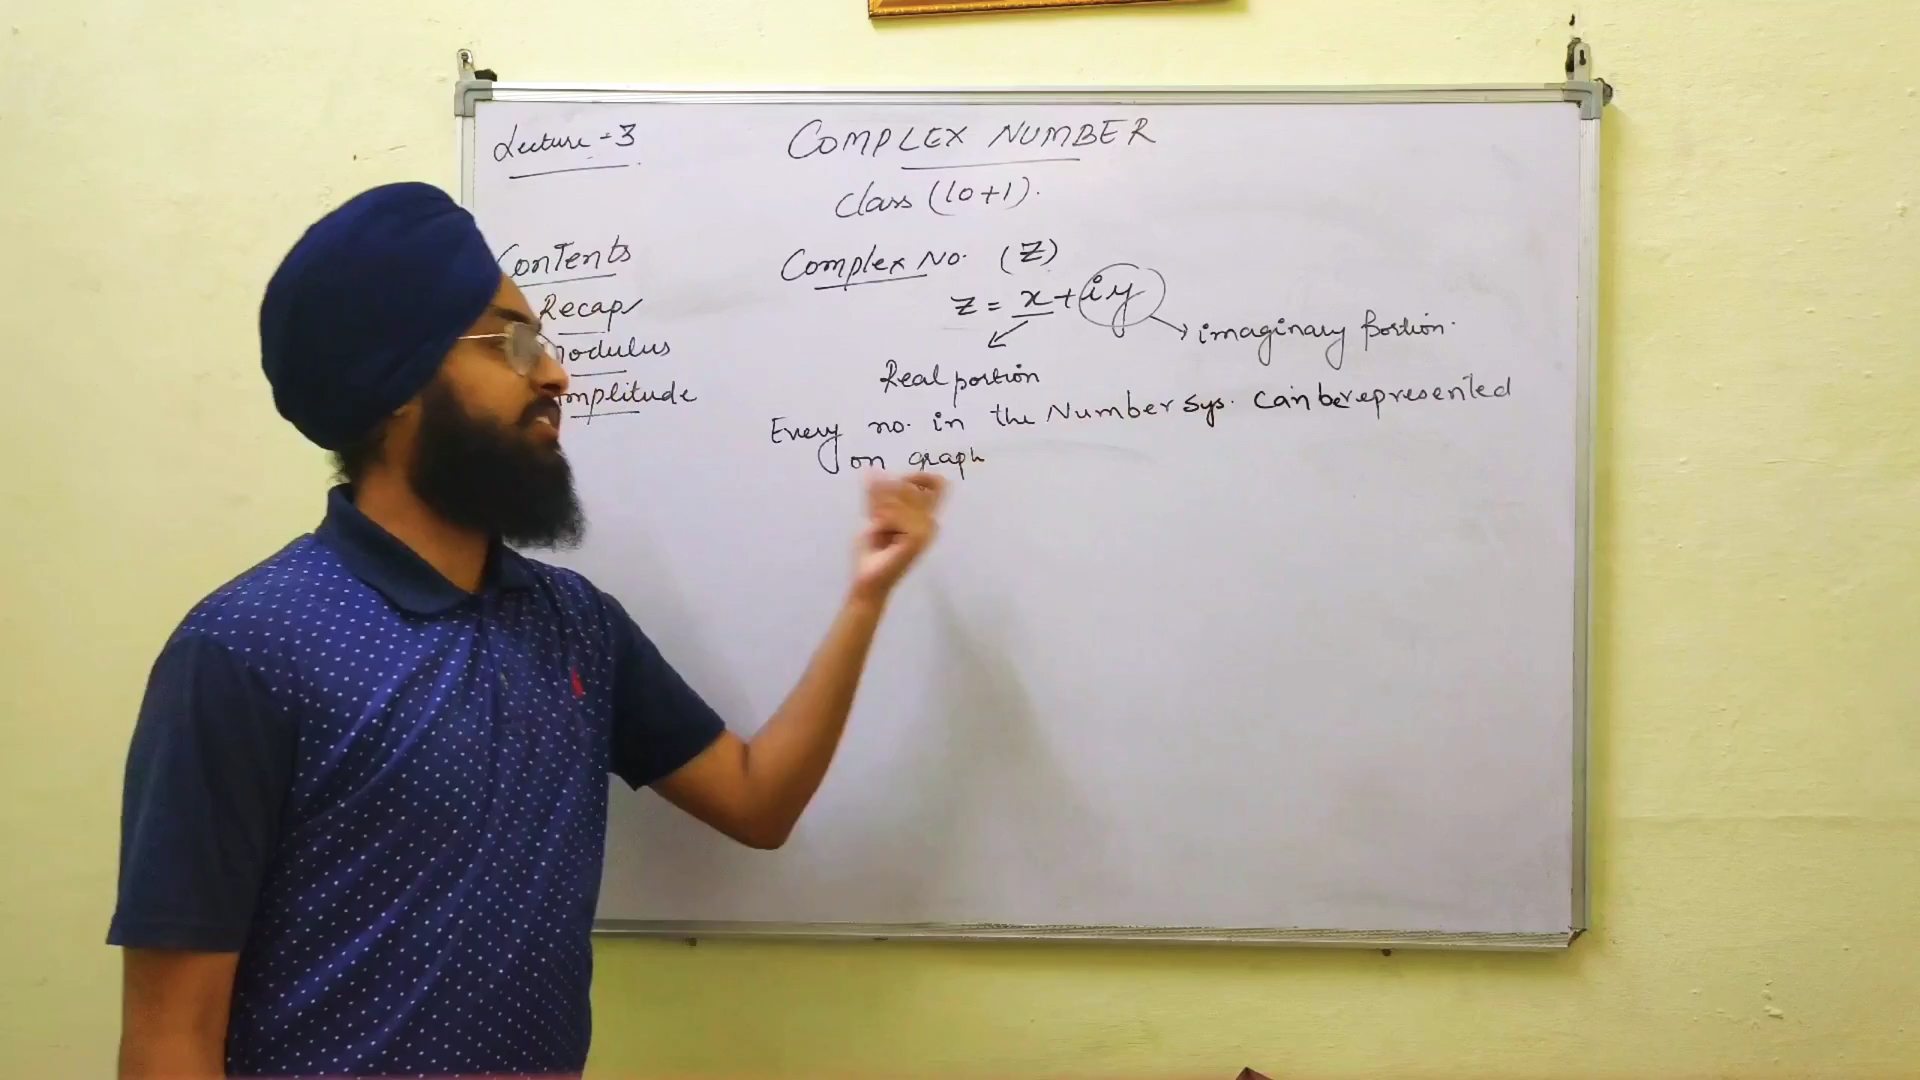 Lecture - 3
COMPLEX NUMBER
Class (10+1).
Contents
Recap
modulus
Amplitude
Complex No. (Z)
Z = x + iy
imaginary portion.
Real portion
Every no. in the Number Sys. Can be represented
on graph